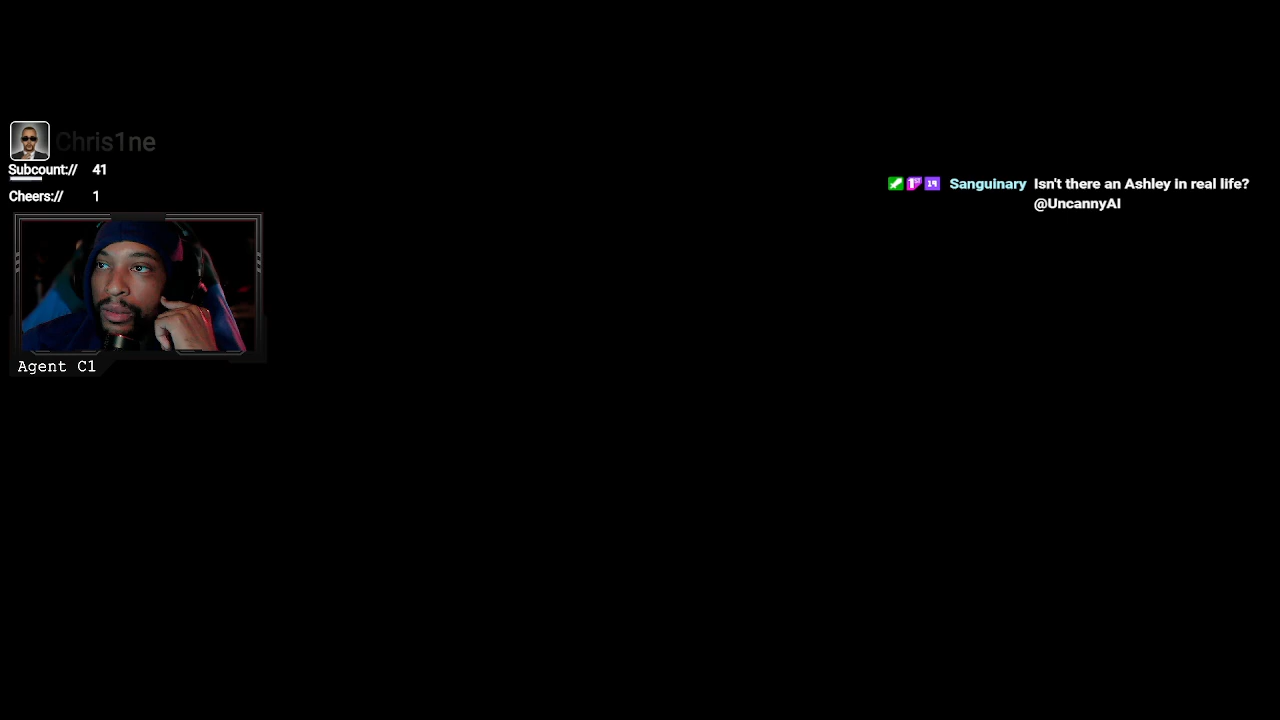 Chris1ne
Subcount:// 41
Cheers:// 1
Sanguinary Isn't there an Ashley in real life?
@UncannyAI
Agent C1